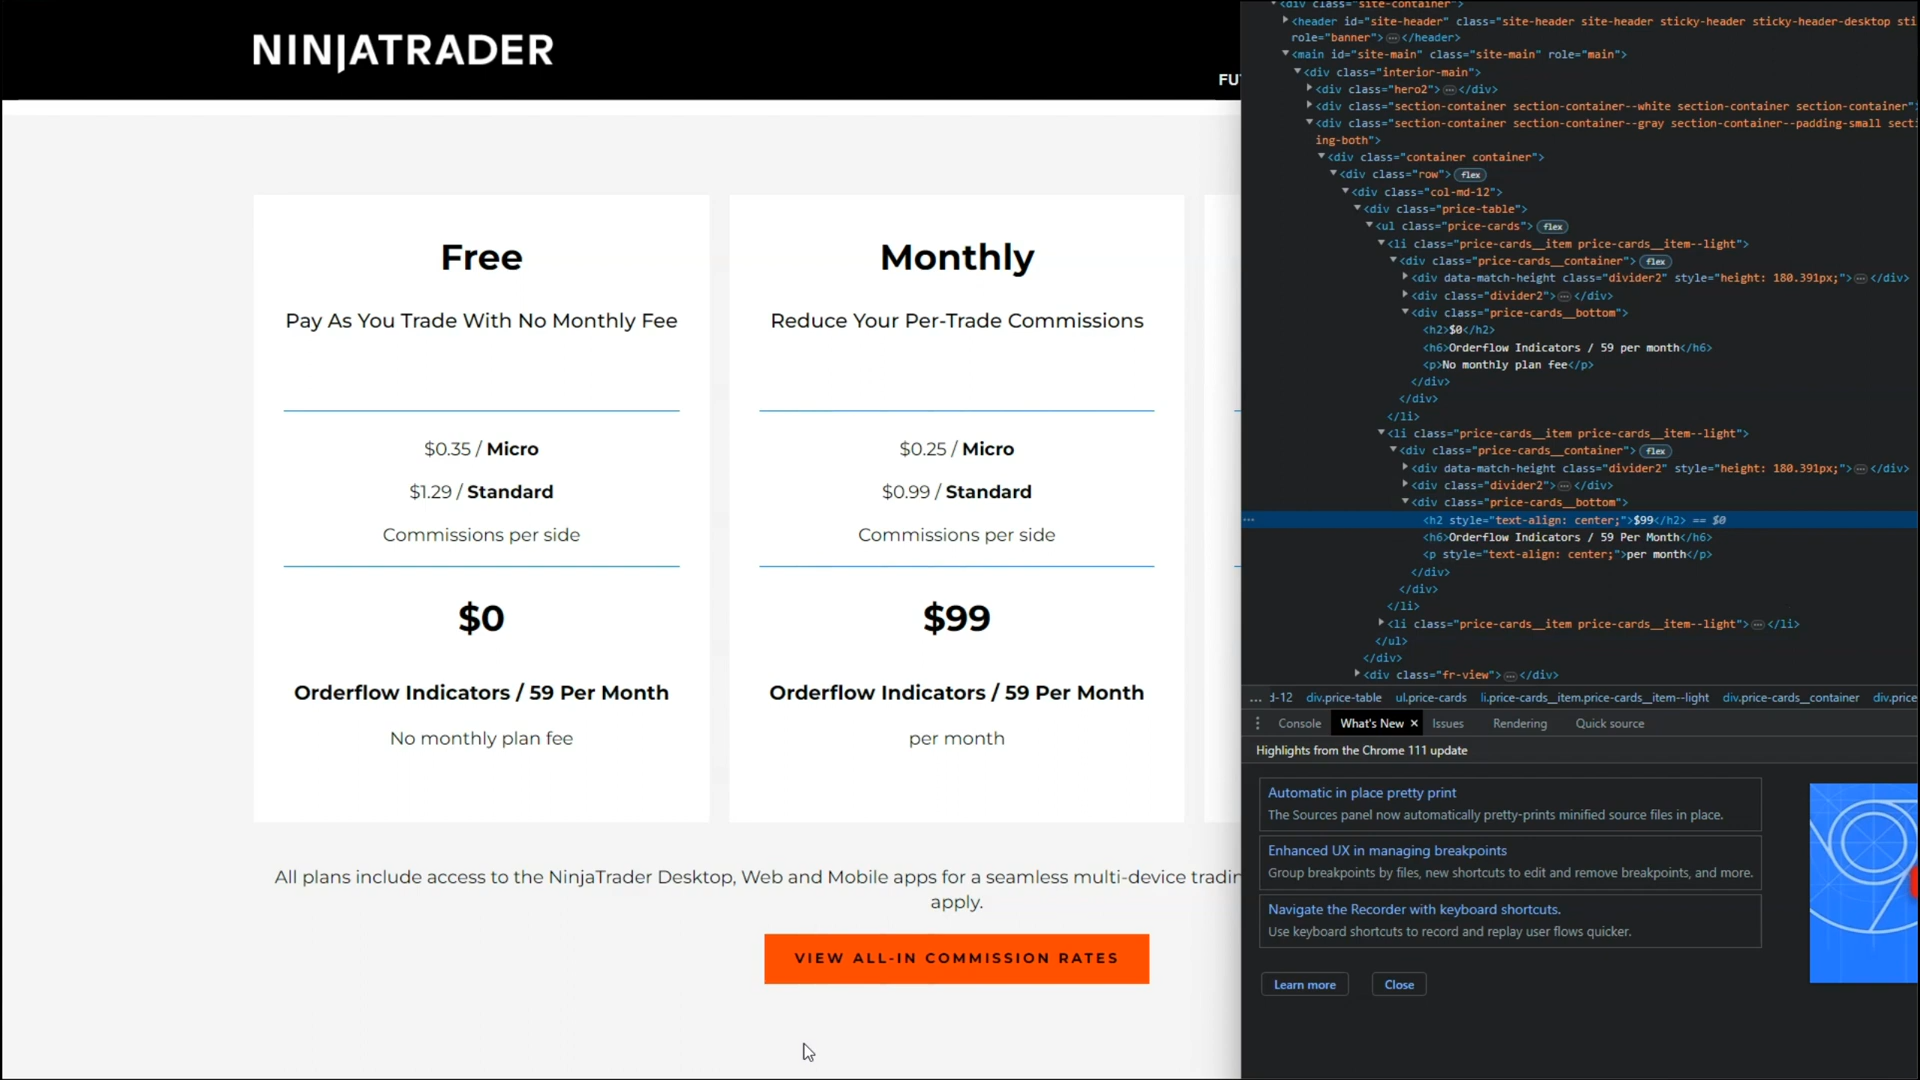 NINJATRADER
FU
Free
Pay As You Trade With No Monthly Fee
$0.35 / Micro
$1.29 / Standard
Commissions per side
$0
Orderflow Indicators / 59 Per Month
No monthly plan fee
Monthly
Reduce Your Per-Trade Commissions
$0.25 / Micro
$0.99 / Standard
Commissions per side
$99
Orderflow Indicators / 59 Per Month
per month
All plans include access to the NinjaTrader Desktop, Web and Mobile apps for a seamless multi-device tradin
apply.
VIEW ALL-IN COMMISSION RATES
<div class="site-container">
<header id="site-header" class="site-header site-header sticky-header sticky-header-desktop sti
role="banner"> … </header>
<main id="site-main" class="site-main" role="main">
<div class="interior-main">
<div class="hero2"> … </div>
<div class="section-container section-container--white section-container section-container"
<div class="section-container section-container--gray section-container--padding-small secti
ing-both">
<div class="container container">
<div class="row"> flex
<div class="col-md-12">
<div class="price-table">
<ul class="price-cards"> flex
<li class="price-cards__item price-cards__item--light">
<div class="price-cards__container"> flex
<div data-match-height class="divider2" style="height: 180.391px;"> … </div>
<div class="divider2"> … </div>
<div class="price-cards__bottom">
<h2>$0</h2>
<h6>Orderflow Indicators / 59 per month</h6>
<p>No monthly plan fee</p>
</div>
</div>
</li>
<li class="price-cards__item price-cards__item--light">
<div class="price-cards__container"> flex
<div data-match-height class="divider2" style="height: 180.391px;"> … </div>
<div class="divider2"> … </div>
<div class="price-cards__bottom">
… <h2 style="text-align: center;">$99</h2> == $0
<h6>Orderflow Indicators / 59 Per Month</h6>
<p style="text-align: center;">per month</p>
</div>
</div>
</li>
<li class="price-cards__item price-cards__item--light"> … </li>
</ul>
</div>
<div class="fr-view"> … </div>
… d-12 div.price-table ul.price-cards li.price-cards__item.price-cards__item--light div.price-cards__container div.price
Console What's New × Issues Rendering Quick source
Highlights from the Chrome 111 update
Automatic in place pretty print
The Sources panel now automatically pretty-prints minified source files in place.
Enhanced UX in managing breakpoints
Group breakpoints by files, new shortcuts to edit and remove breakpoints, and more.
Navigate the Recorder with keyboard shortcuts.
Use keyboard shortcuts to record and replay user flows quicker.
Learn more Close